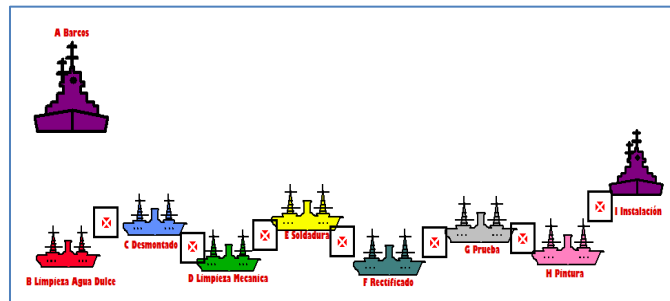 A Barcos
B Limpieza Agua Dulce
C Desmontado
D Limpieza Mecanica
E Soldadura
F Rectificado
G Prueba
H Pintura
I Instalación